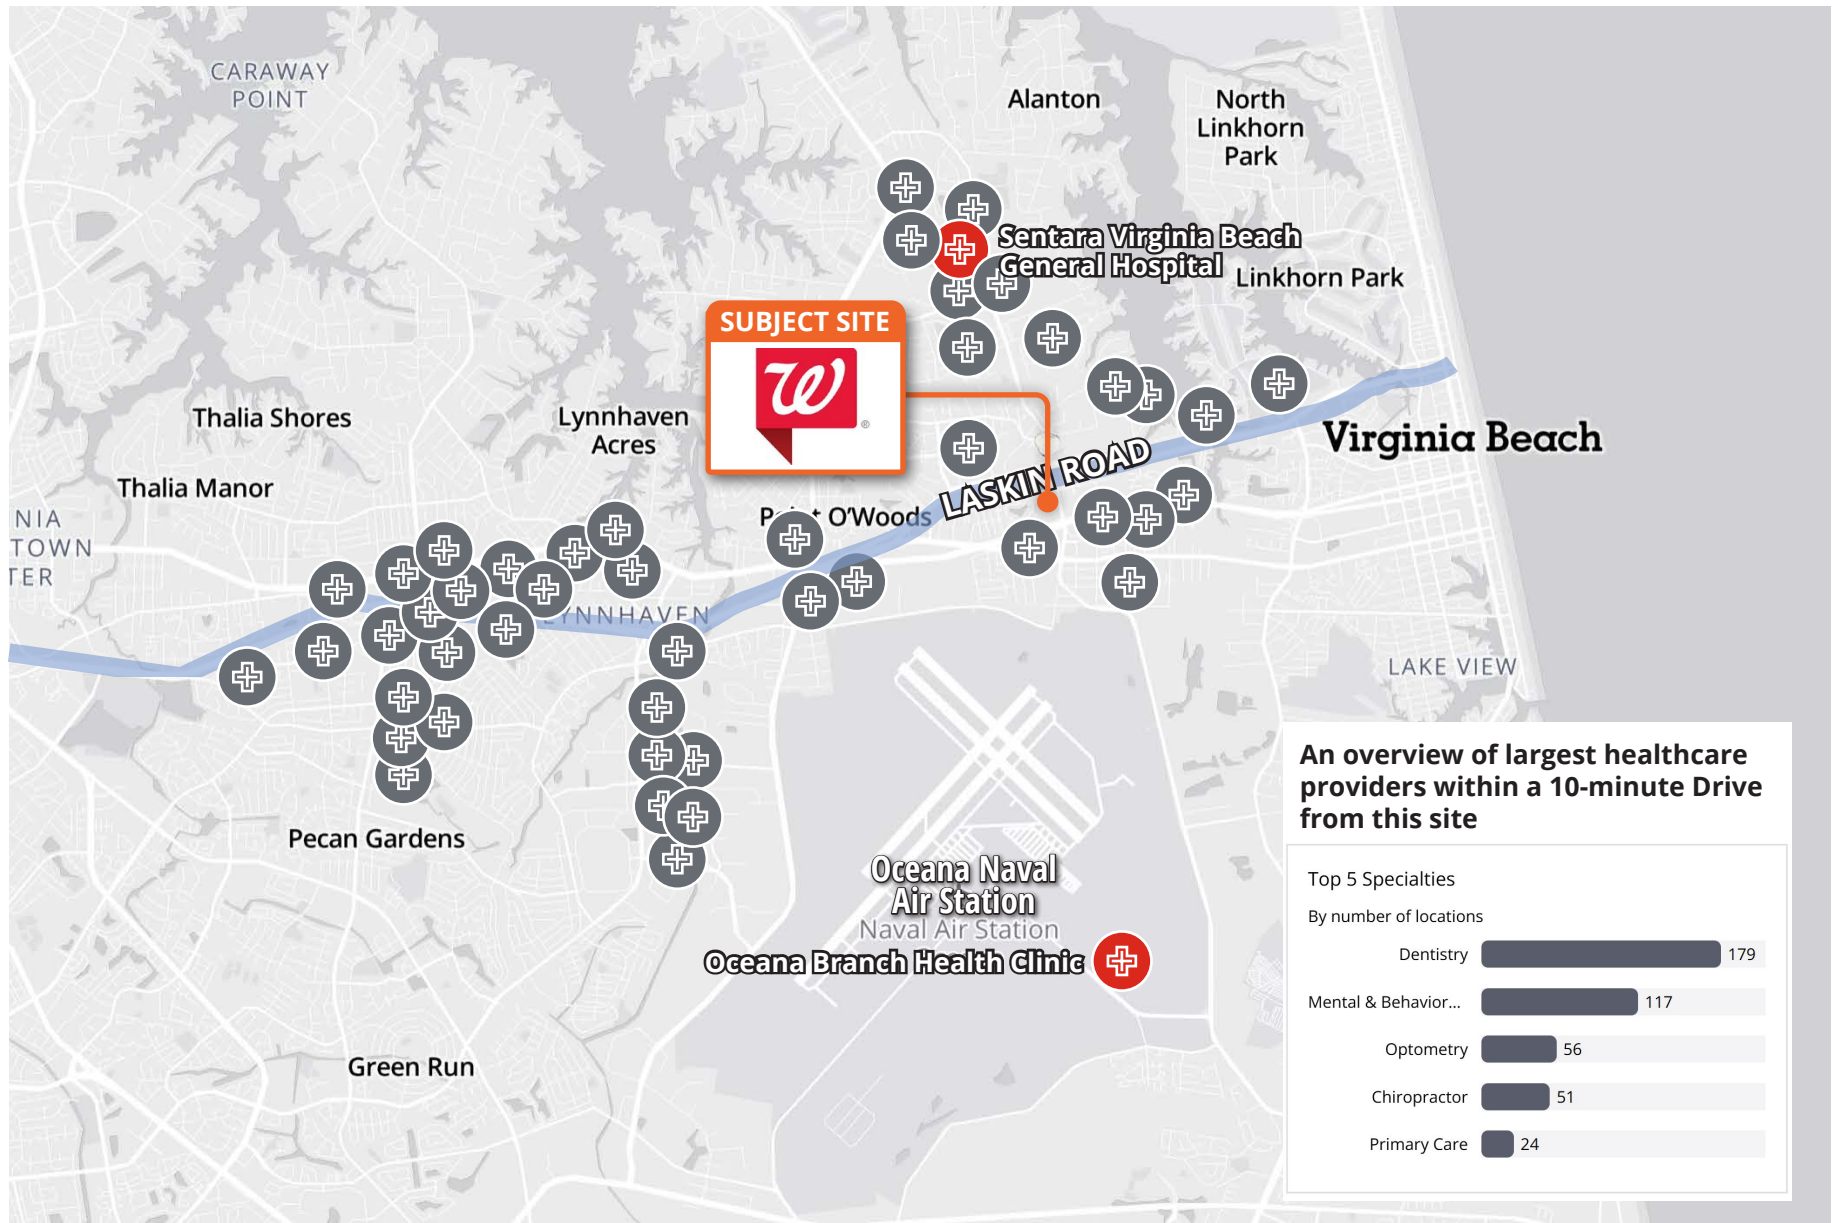 CARAWAY
POINT
Alanton
North
Linkhorn
Park
Sentara Virginia Beach
General Hospital
Linkhorn Park
SUBJECT SITE
W
®
Thalia Shores
Lynnhaven
Acres
Thalia Manor
Virginia Beach
LASKIN ROAD
NIA
TOWN
TER
O'Woods
YNNHAVEN
LAKE VIEW
Pecan Gardens
Oceana Naval
Air Station
Naval Air Station
Oceana Branch Health Clinic
Green Run
An overview of largest healthcare
providers within a 10-minute Drive
from this site
Top 5 Specialties
By number of locations
Dentistry 179
Mental & Behavior... 117
Optometry 56
Chiropractor 51
Primary Care 24